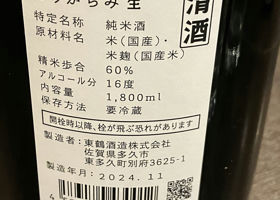 うがらみ 生
清酒
特定名称 純米酒
原材料名 米(国産)・
米麹(国産米)
精米歩合 60%
アルコール分 16度
内容量 1,800ml
保存方法 要冷蔵
開栓時以後、栓が飛ぶ恐れがあります
製造者:東鶴酒造株式会社
佐賀県多久市
東多久町別府3625-1
製造年月:2024.11